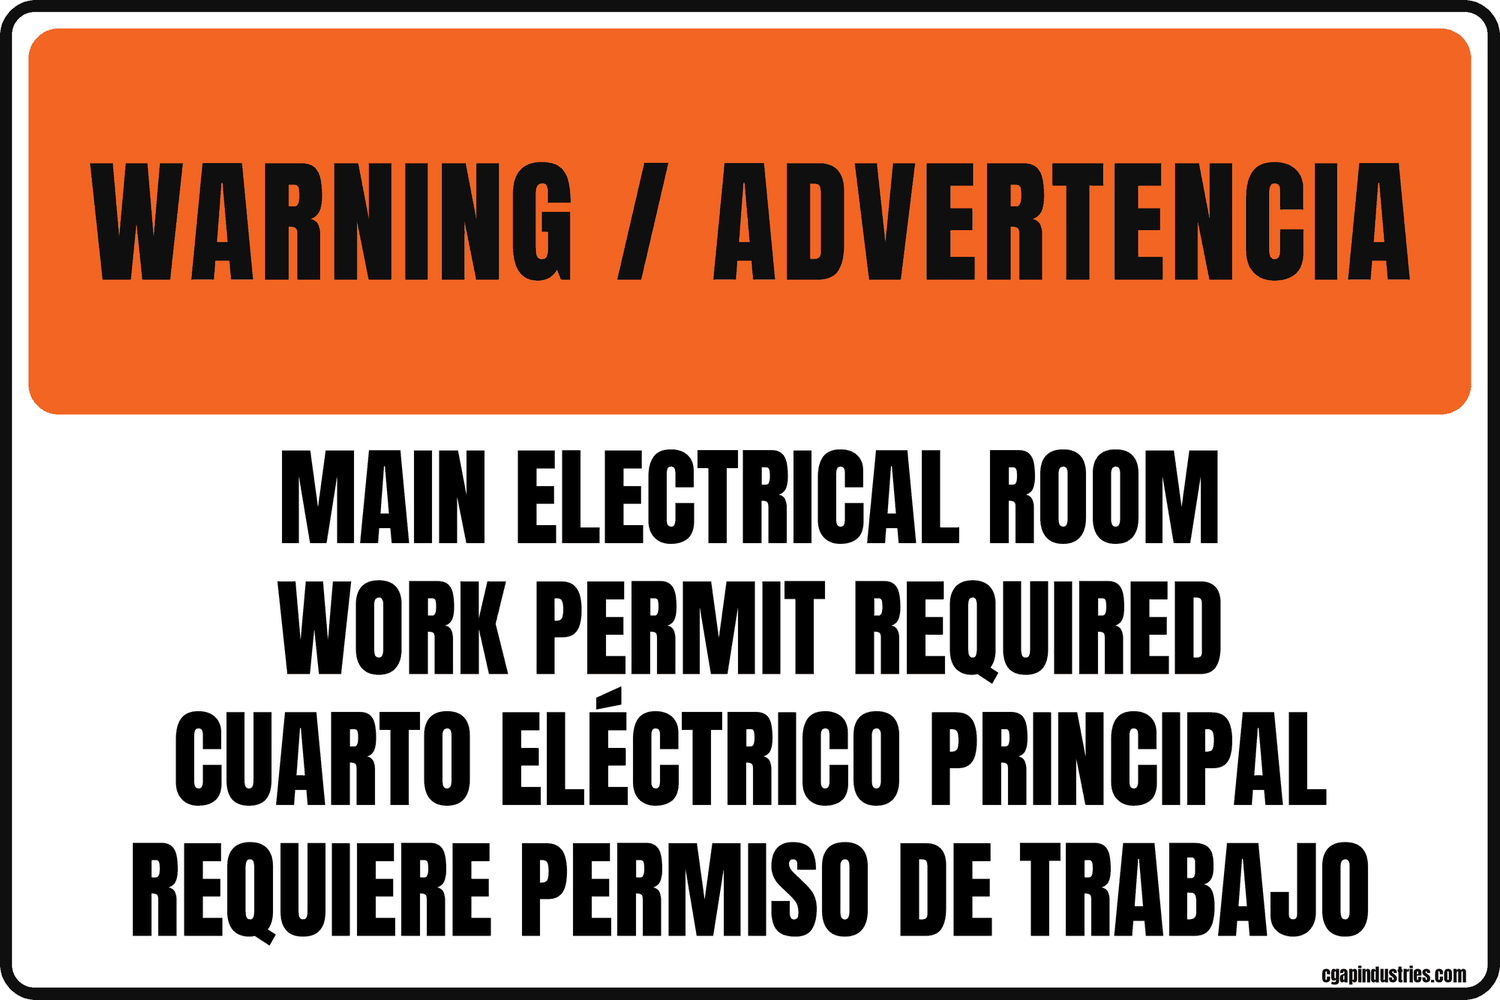 WARNING / ADVERTENCIA
MAIN ELECTRICAL ROOM
WORK PERMIT REQUIRED
CUARTO ELÉCTRICO PRINCIPAL
REQUIERE PERMISO DE TRABAJO
cgapindustries.com